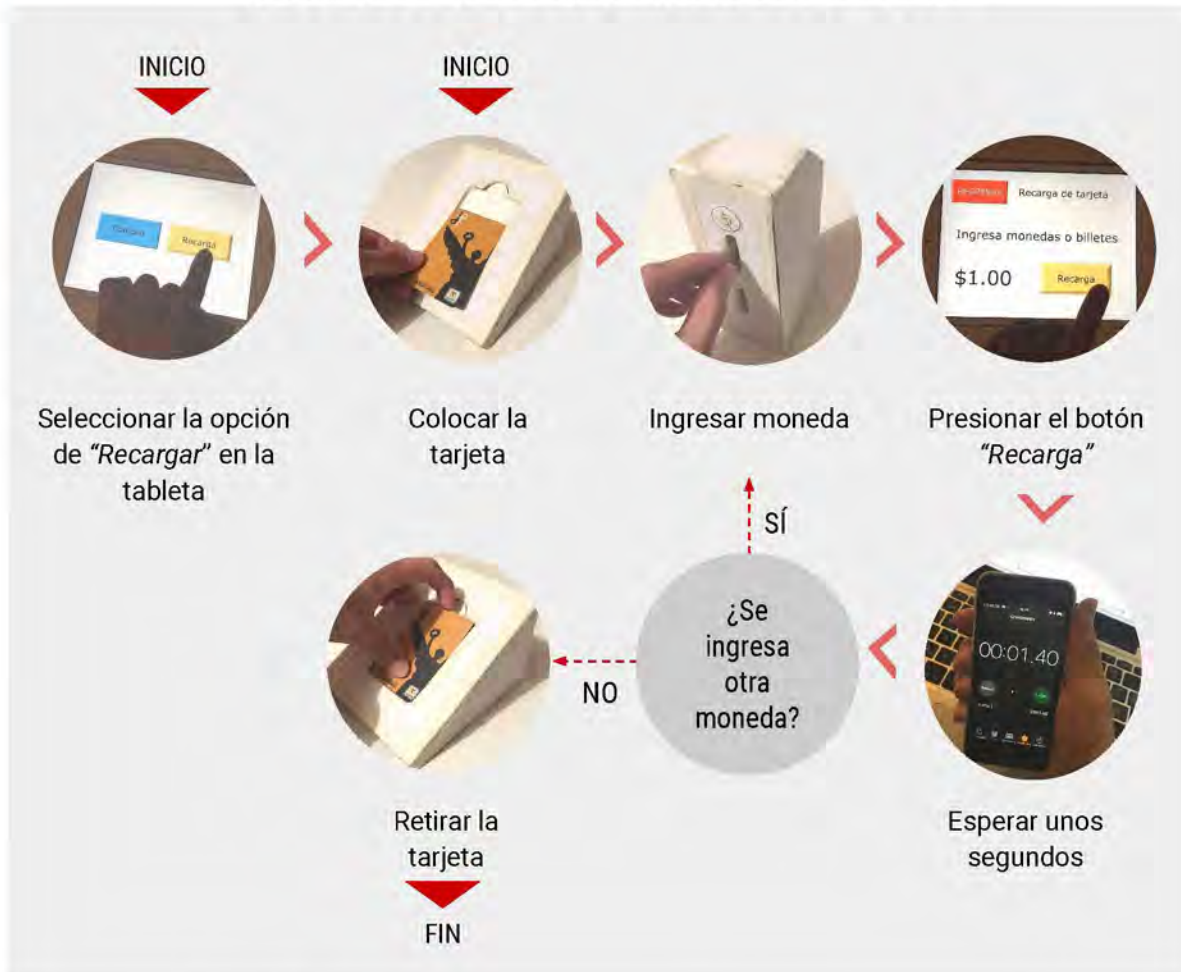 INICIO
INICIO
Recarga
Recarga de tarjeta
Ingresa monedas o billetes
$1.00
Recarga
Seleccionar la opción
de “Recargar” en la
tableta
Colocar la
tarjeta
Ingresar moneda
Presionar el botón
“Recarga”
SÍ
¿Se
ingresa
otra
moneda?
NO
00:01.40
Retirar la
tarjeta
Esperar unos
segundos
FIN